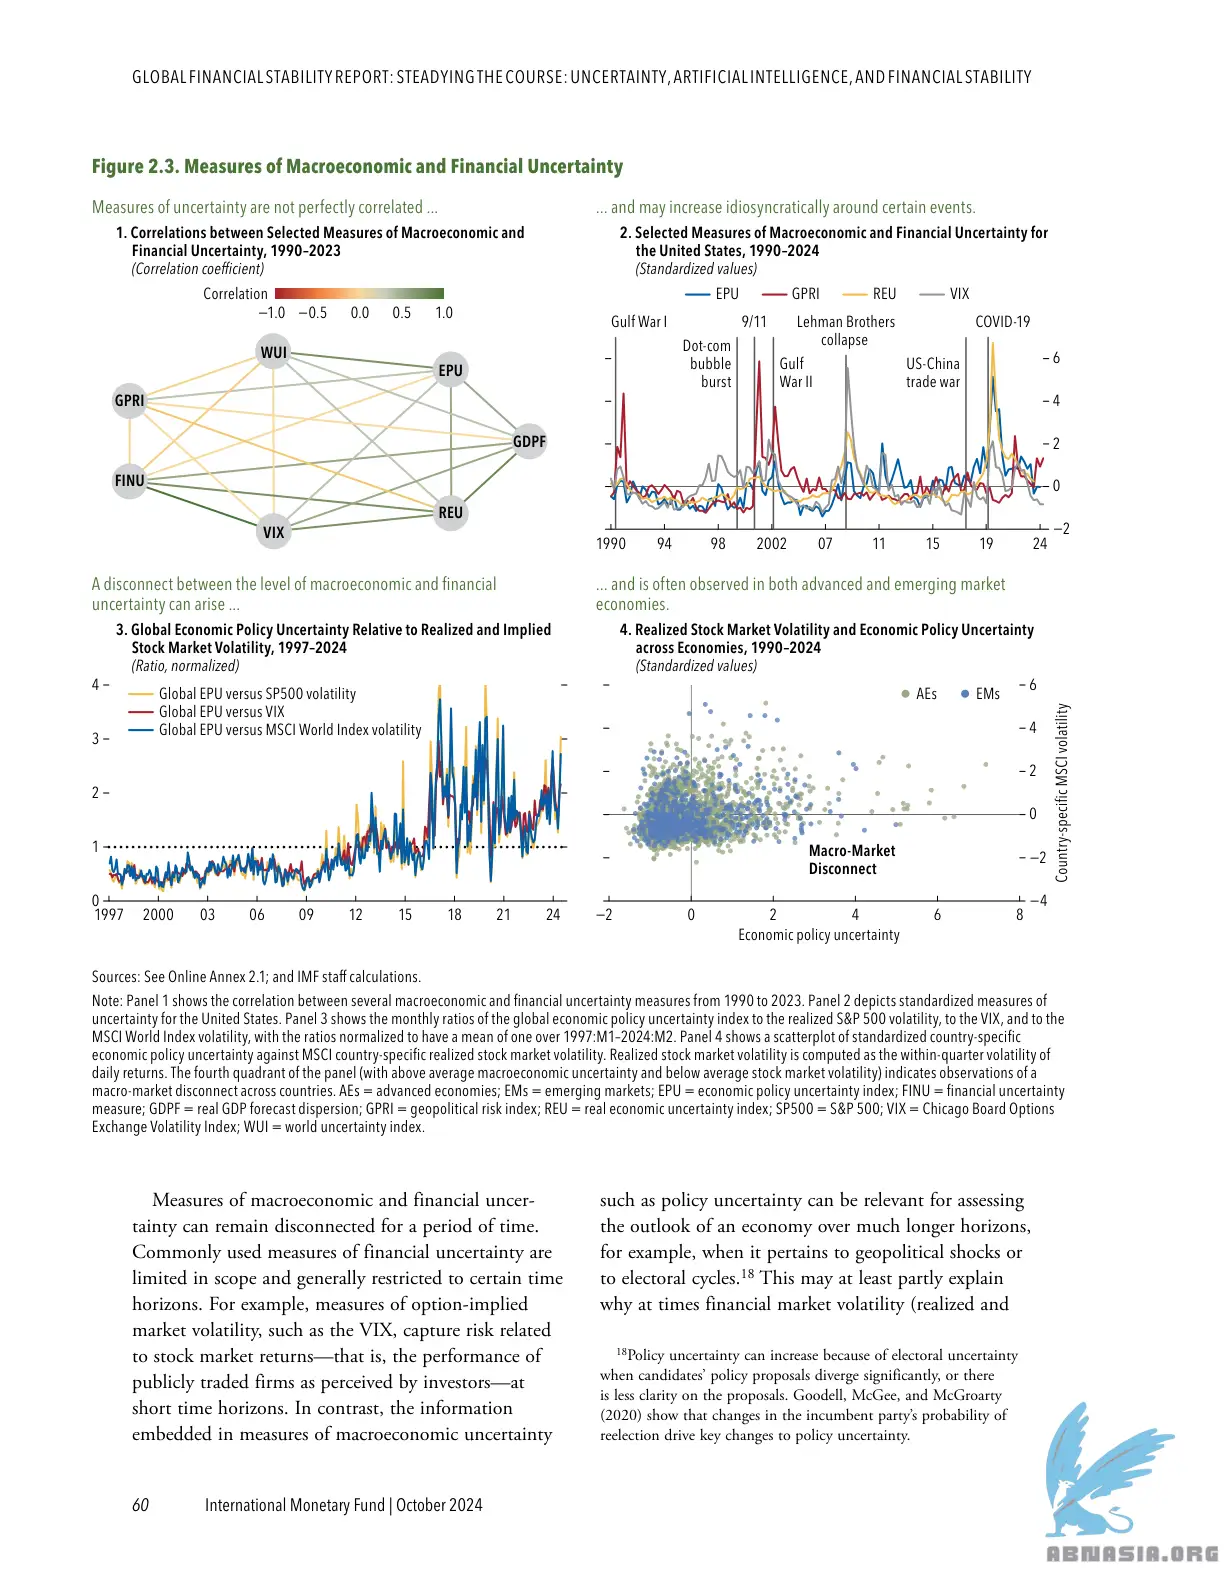 GLOBAL FINANCIAL STABILITY REPORT: STEADYING THE COURSE: UNCERTAINTY, ARTIFICIAL INTELLIGENCE, AND FINANCIAL STABILITY
Figure 2.3. Measures of Macroeconomic and Financial Uncertainty
Measures of uncertainty are not perfectly correlated ...
1. Correlations between Selected Measures of Macroeconomic and
Financial Uncertainty, 1990–2023
(Correlation coefficient)
Correlation
−1.0 −0.5 0.0 0.5 1.0
WUI
EPU
GPRI
GDPF
FINU
REU
VIX
... and may increase idiosyncratically around certain events.
2. Selected Measures of Macroeconomic and Financial Uncertainty for
the United States, 1990–2024
(Standardized values)
EPU GPRI REU VIX
Gulf War I 9/11 Lehman Brothers COVID-19
collapse
Dot-com
bubble Gulf US-China
burst War II trade war
6
4
2
0
−2
1990 94 98 2002 07 11 15 19 24
A disconnect between the level of macroeconomic and financial
uncertainty can arise ...
3. Global Economic Policy Uncertainty Relative to Realized and Implied
Stock Market Volatility, 1997–2024
(Ratio, normalized)
Global EPU versus SP500 volatility
Global EPU versus VIX
Global EPU versus MSCI World Index volatility
4
3
2
1
0
1997 2000 03 06 09 12 15 18 21 24
... and is often observed in both advanced and emerging market
economies.
4. Realized Stock Market Volatility and Economic Policy Uncertainty
across Economies, 1990–2024
(Standardized values)
AEs EMs
6
4
2
0
−2
−4
Country-specific MSCI volatility
Macro-Market
Disconnect
−2 0 2 4 6 8
Economic policy uncertainty
Sources: See Online Annex 2.1; and IMF staff calculations.
Note: Panel 1 shows the correlation between several macroeconomic and financial uncertainty measures from 1990 to 2023. Panel 2 depicts standardized measures of
uncertainty for the United States. Panel 3 shows the monthly ratios of the global economic policy uncertainty index to the realized S&P 500 volatility, to the VIX, and to the
MSCI World Index volatility, with the ratios normalized to have a mean of one over 1997:M1–2024:M2. Panel 4 shows a scatterplot of standardized country-specific
economic policy uncertainty against MSCI country-specific realized stock market volatility. Realized stock market volatility is computed as the within-quarter volatility of
daily returns. The fourth quadrant of the panel (with above average macroeconomic uncertainty and below average stock market volatility) indicates observations of a
macro-market disconnect across countries. AEs = advanced economies; EMs = emerging markets; EPU = economic policy uncertainty index; FINU = financial uncertainty
measure; GDPF = real GDP forecast dispersion; GPRI = geopolitical risk index; REU = real economic uncertainty index; SP500 = S&P 500; VIX = Chicago Board Options
Exchange Volatility Index; WUI = world uncertainty index.
Measures of macroeconomic and financial uncer-
tainty can remain disconnected for a period of time.
Commonly used measures of financial uncertainty are
limited in scope and generally restricted to certain time
horizons. For example, measures of option-implied
market volatility, such as the VIX, capture risk related
to stock market returns—that is, the performance of
publicly traded firms as perceived by investors—at
short time horizons. In contrast, the information
embedded in measures of macroeconomic uncertainty
such as policy uncertainty can be relevant for assessing
the outlook of an economy over much longer horizons,
for example, when it pertains to geopolitical shocks or
to electoral cycles.18 This may at least partly explain
why at times financial market volatility (realized and
18Policy uncertainty can increase because of electoral uncertainty
when candidates' policy proposals diverge significantly, or there
is less clarity on the proposals. Goodell, McGee, and McGroarty
(2020) show that changes in the incumbent party's probability of
reelection drive key changes to policy uncertainty.
60 International Monetary Fund | October 2024
ABNASIA.ORG